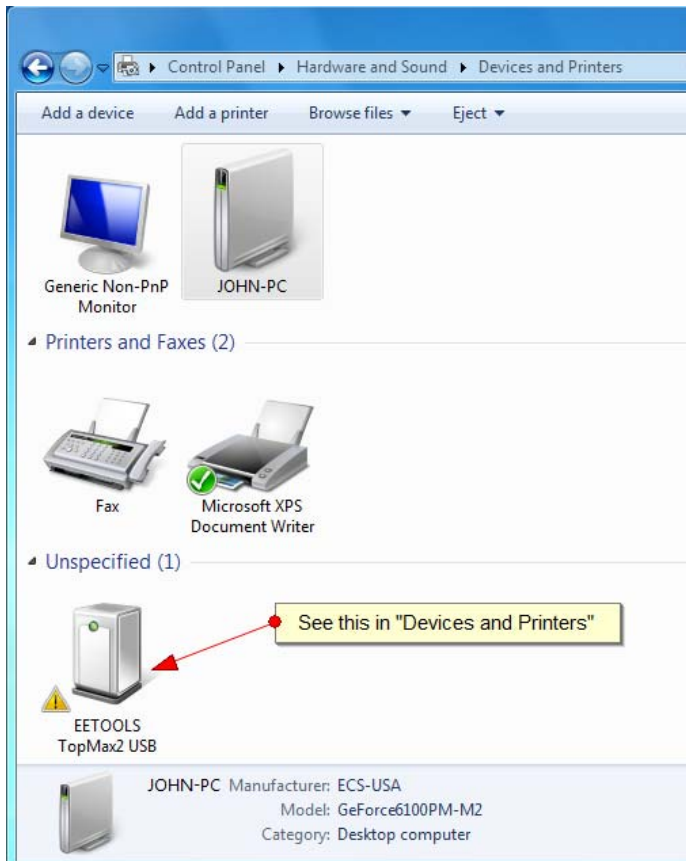 Control Panel Hardware and Sound Devices and Printers
Add a device Add a printer Browse files Eject
Generic Non-PnP
Monitor
JOHN-PC
Printers and Faxes (2)
Fax
Microsoft XPS
Document Writer
Unspecified (1)
See this in "Devices and Printers"
EETOOLS
TopMax2 USB
JOHN-PC Manufacturer: ECS-USA
Model: GeForce6100PM-M2
Category: Desktop computer